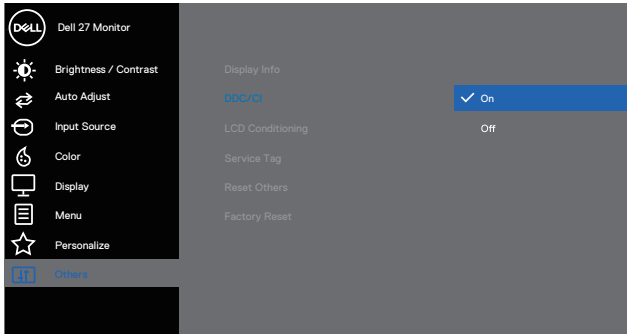 DELL
Dell 27 Monitor
Brightness / Contrast
Auto Adjust
Input Source
Color
Display
Menu
Personalize
Others
Display Info
DDC/CI
LCD Conditioning
Service Tag
Reset Others
Factory Reset
On
Off